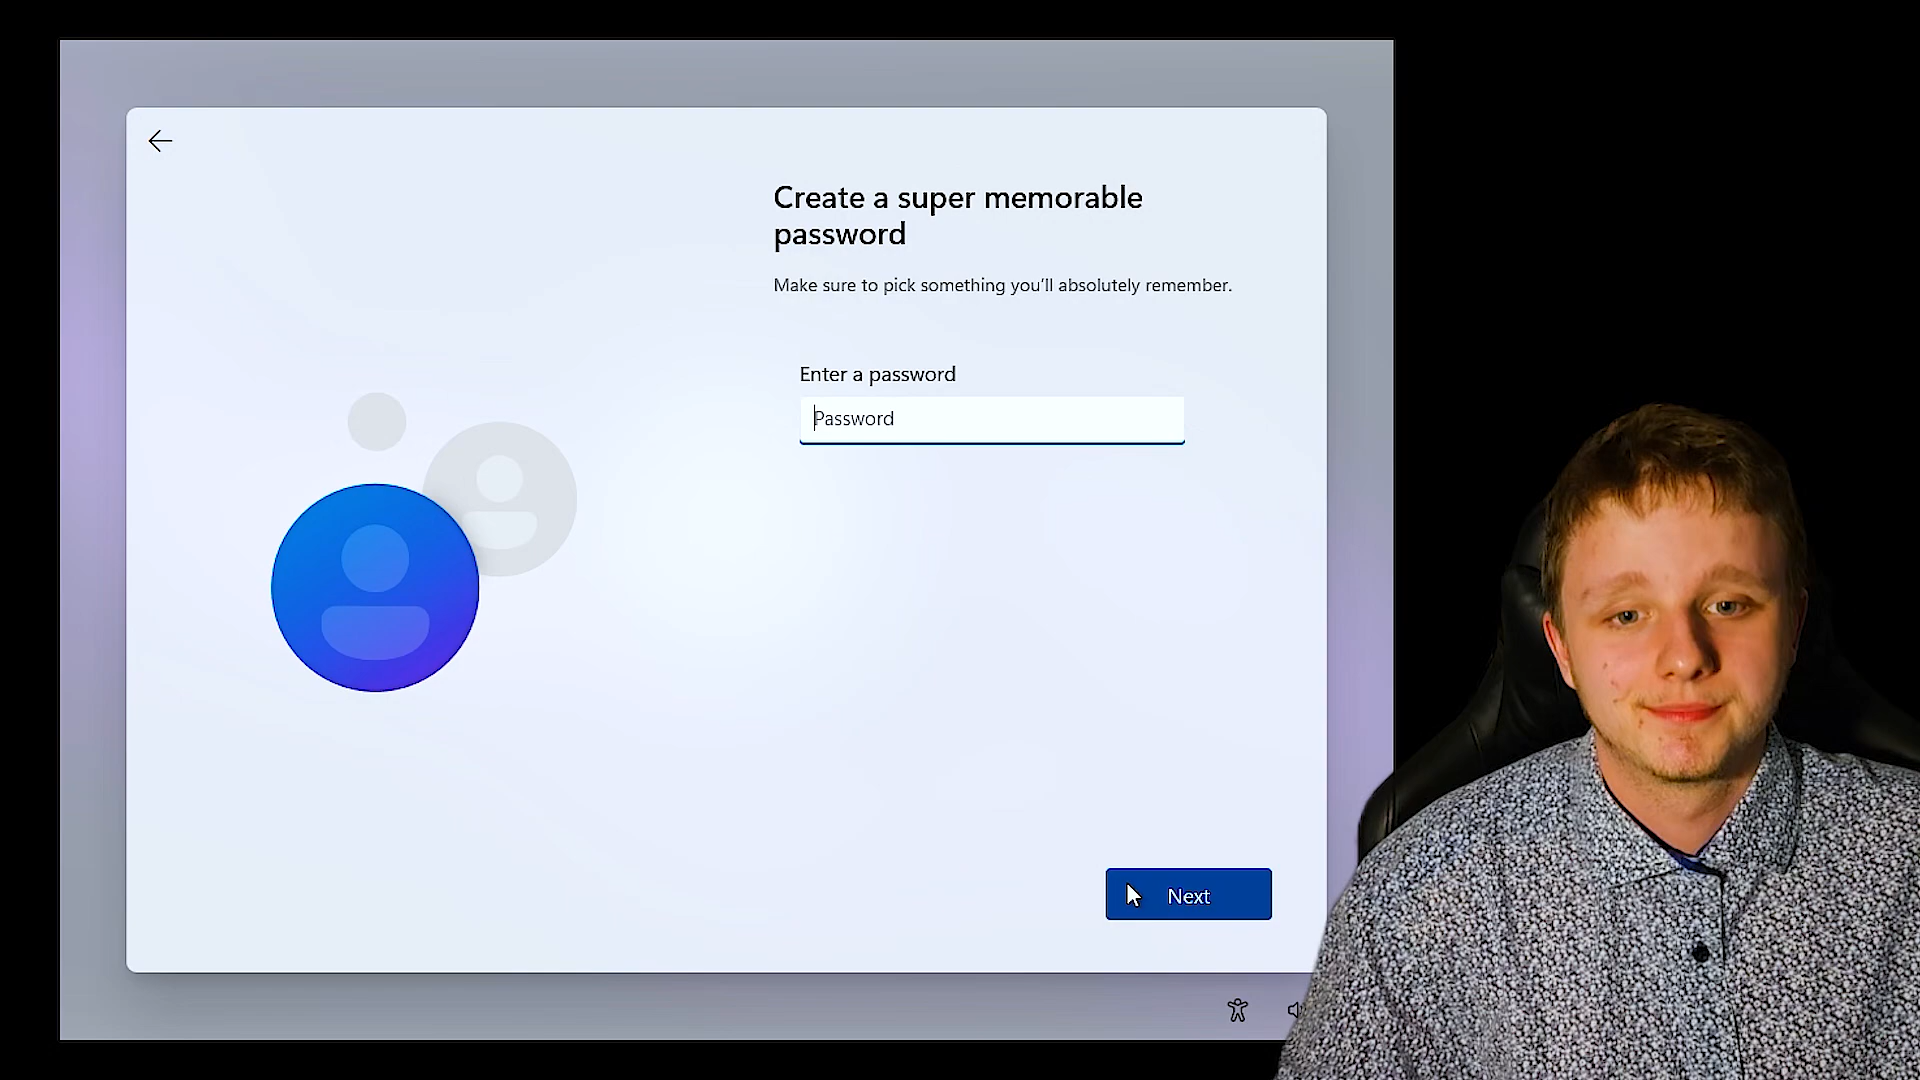 Create a super memorable
password
Make sure to pick something you'll absolutely remember.
Enter a password
Password
Next